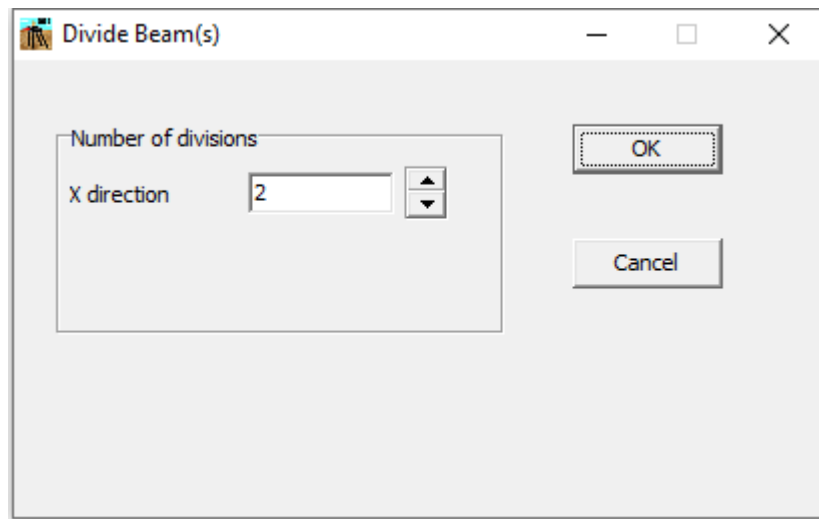 Divide Beam(s)
Number of divisions
X direction
2
OK
Cancel